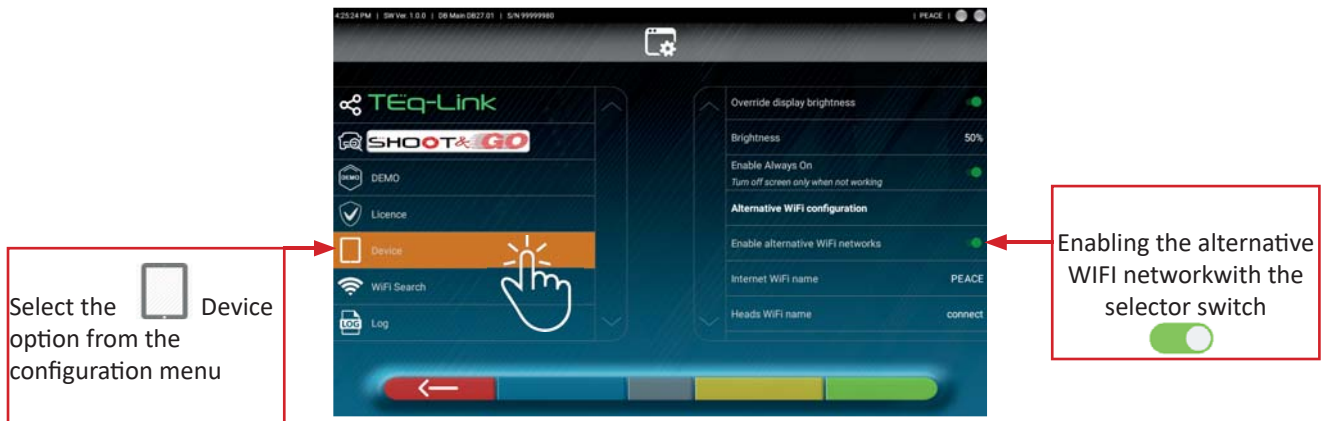 4:25:24 PM | SW Ver. 1.0.0 | DB Main DB27.01 | S/N 99999980
| PEACE |
TEq-Link
SHOOT& GO
DEMO
DEMO
Licence
Device
WiFi Search
LOG
Log
Override display brightness
Brightness
50%
Enable Always On
Turn off screen only when not working
Alternative WiFi configuration
Enable alternative WiFi networks
Internet WiFi name
PEACE
Heads WiFi name
connect
Select the Device
option from the
configuration menu
Enabling the alternative
WIFI networkwith the
selector switch